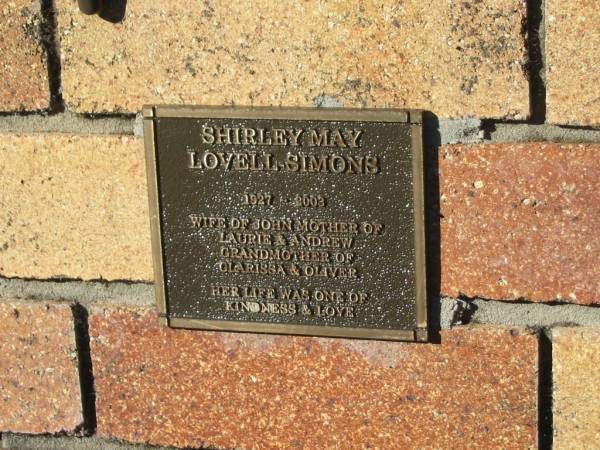 SHIRLEY MAY
LOVELL-SIMONS
1927 - 2003
WIFE OF JOHN MOTHER OF
LAURIE & ANDREW
GRANDMOTHER OF
CLARISSA & OLIVER
HER LIFE WAS ONE OF
KINDNESS & LOVE